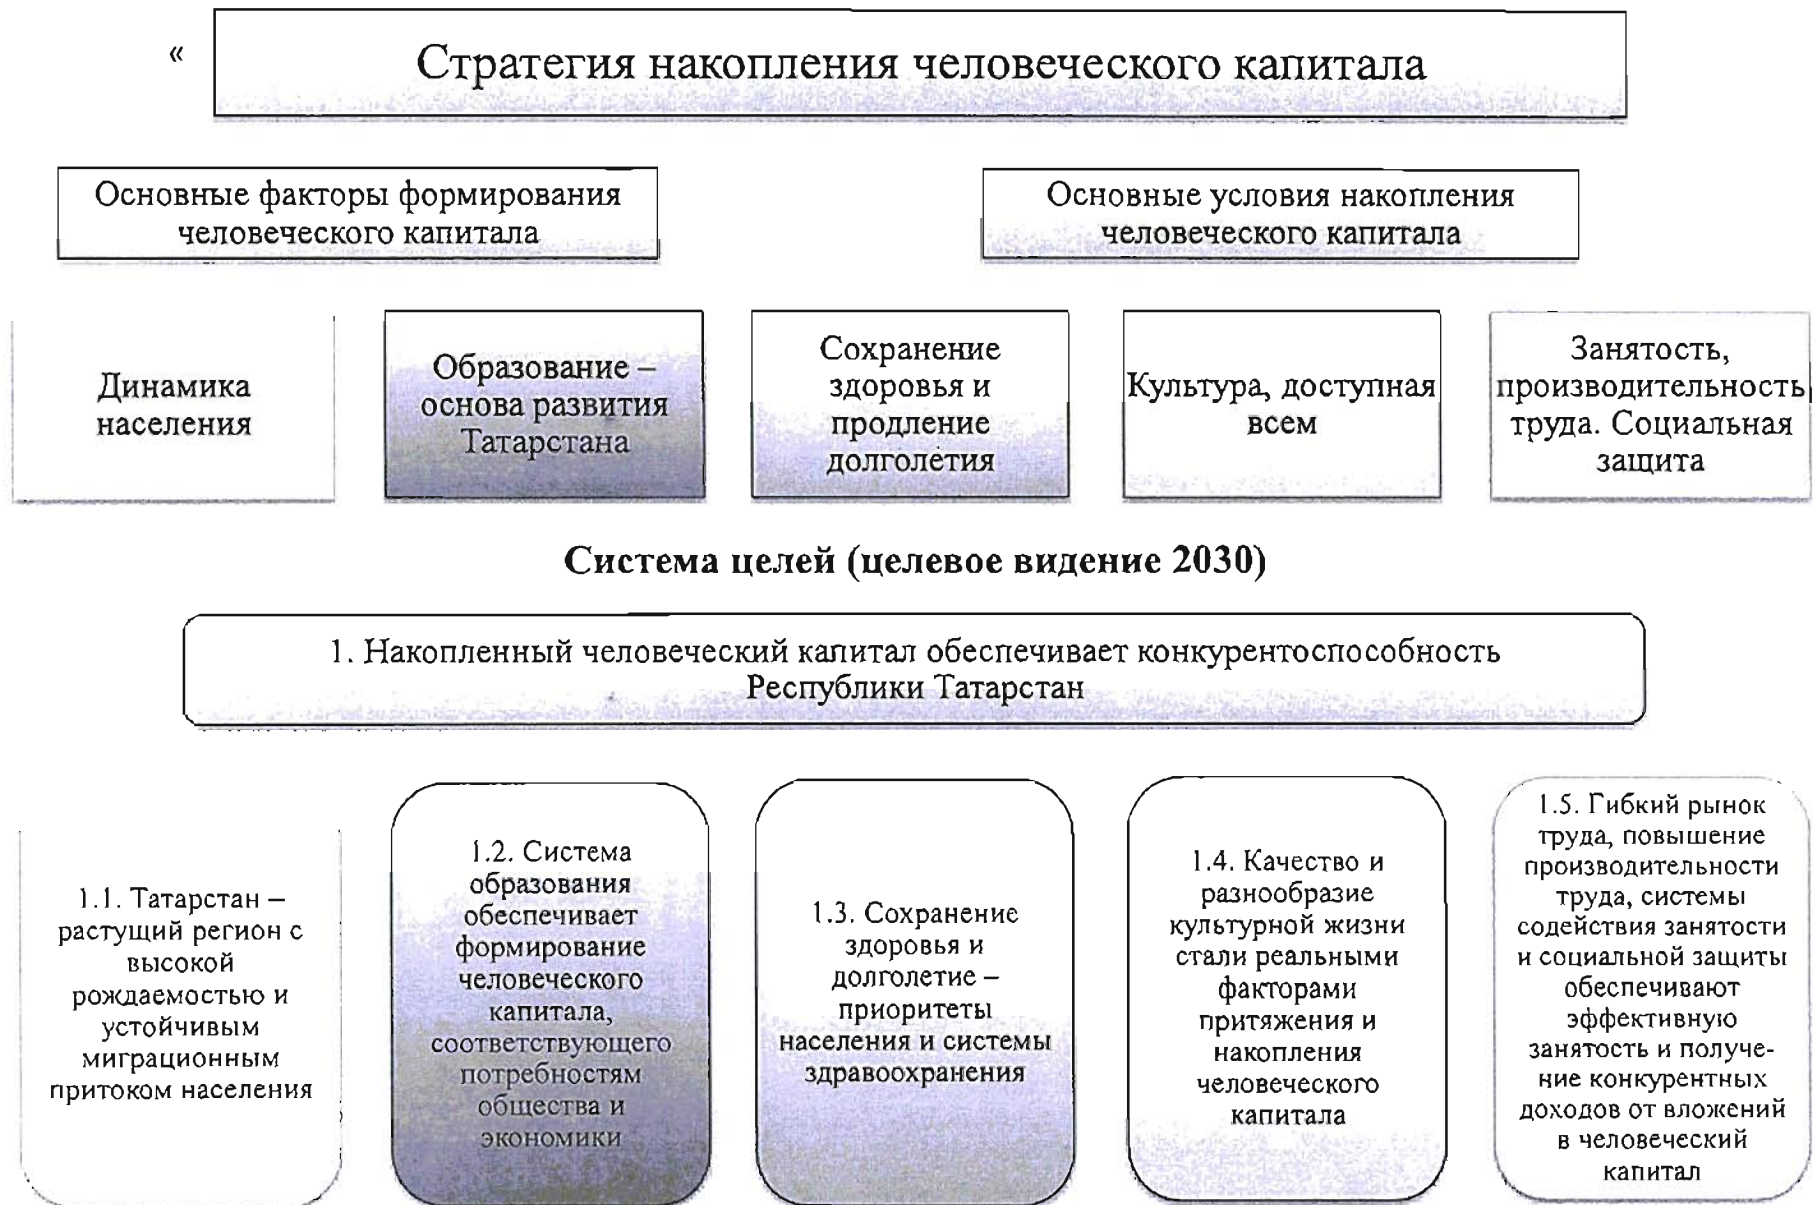 «
Стратегия накопления человеческого капитала
Основные факторы формирования
человеческого капитала
Основные условия накопления
человеческого капитала
Динамика
населения
Образование –
основа развития
Татарстана
Сохранение
здоровья и
продление
долголетия
Культура, доступная
всем
Занятость,
производительность
труда. Социальная
защита
Система целей (целевое видение 2030)
1. Накопленный человеческий капитал обеспечивает конкурентоспособность
Республики Татарстан
1.1. Татарстан –
растущий регион с
высокой
рождаемостью и
устойчивым
миграционным
притоком населения
1.2. Система
образования
обеспечивает
формирование
человеческого
капитала,
соответствующего
потребностям
общества и
экономики
1.3. Сохранение
здоровья и
долголетие –
приоритеты
населения и системы
здравоохранения
1.4. Качество и
разнообразие
культурной жизни
стали реальными
факторами
притяжения и
накопления
человеческого
капитала
1.5. Гибкий рынок
труда, повышение
производительности
труда, системы
содействия занятости
и социальной защиты
обеспечивают
эффективную
занятость и получе-
ние конкурентных
доходов от вложений
в человеческий
капитал